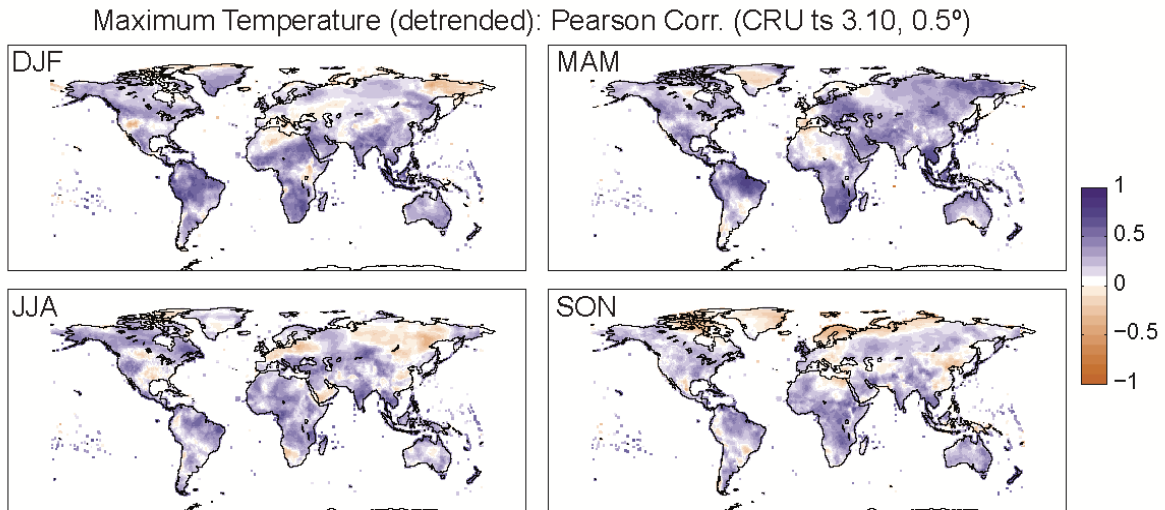 Maximum Temperature (detrended): Pearson Corr. (CRU ts 3.10, 0.5º)
DJF
MAM
JJA
SON
1
0.5
0
−0.5
−1